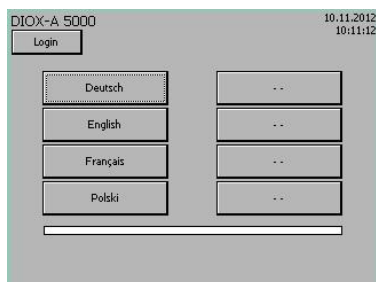 DIOX-A 5000
10.11.2012
10:11:12
Login
Deutsch
- -
English
- -
Français
- -
Polski
- -